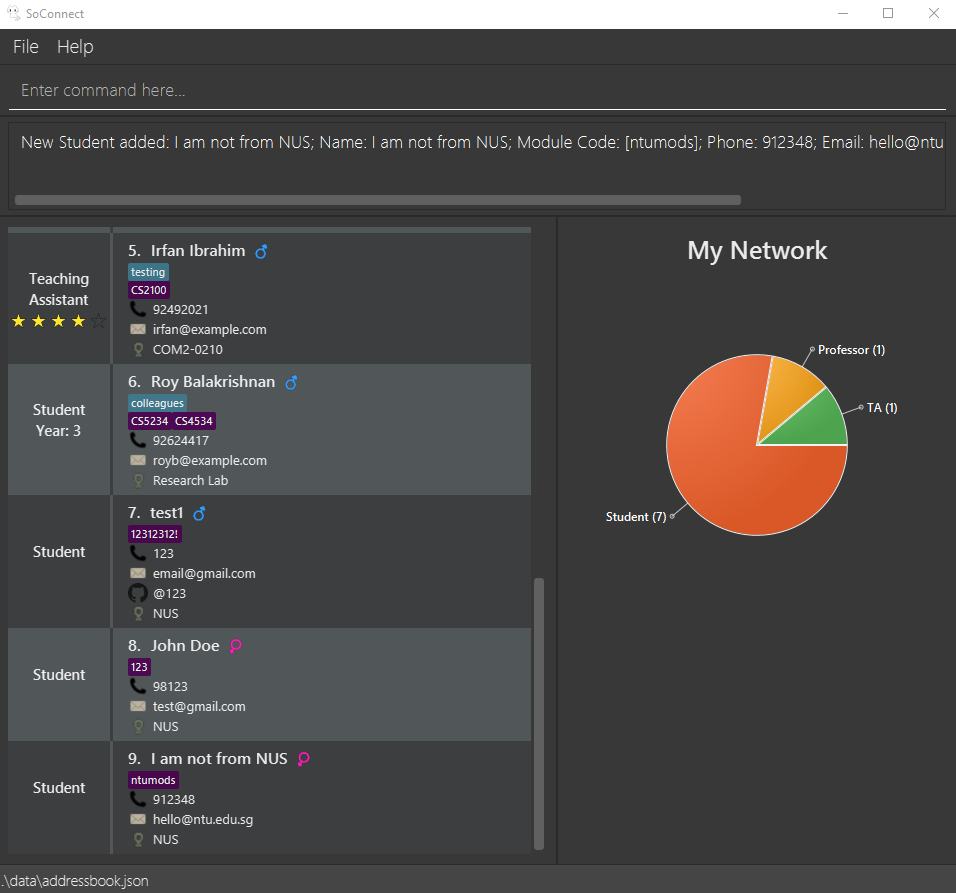 SoConnect
File Help
Enter command here...
New Student added: I am not from NUS; Name: I am not from NUS; Module Code: [ntumods]; Phone: 912348; Email: hello@ntu
Teaching
Assistant
5. Irfan Ibrahim
testing
CS2100
92492021
irfan@example.com
COM2-0210
Student
Year: 3
6. Roy Balakrishnan
colleagues
CS5234 CS4534
92624417
royb@example.com
Research Lab
Student
7. test1
12312312!
123
email@gmail.com
@123
NUS
Student
8. John Doe
123
98123
test@gmail.com
NUS
Student
9. I am not from NUS
ntumods
912348
hello@ntu.edu.sg
NUS
My Network
Professor (1)
TA (1)
Student (7)
.\data\addressbook.json